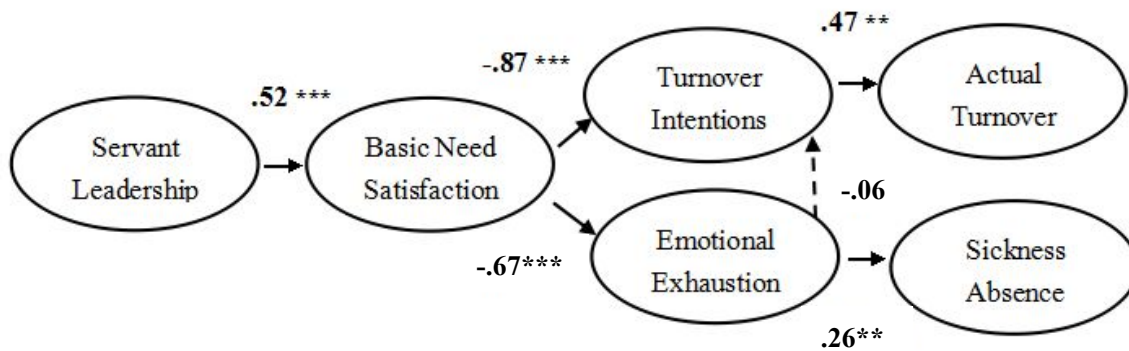 .47 **
-.87 ***
Turnover
Intentions
Actual
Turnover
.52 ***
Servant
Leadership
Basic Need
Satisfaction
-.06
Emotional
Exhaustion
Sickness
Absence
-.67***
.26**